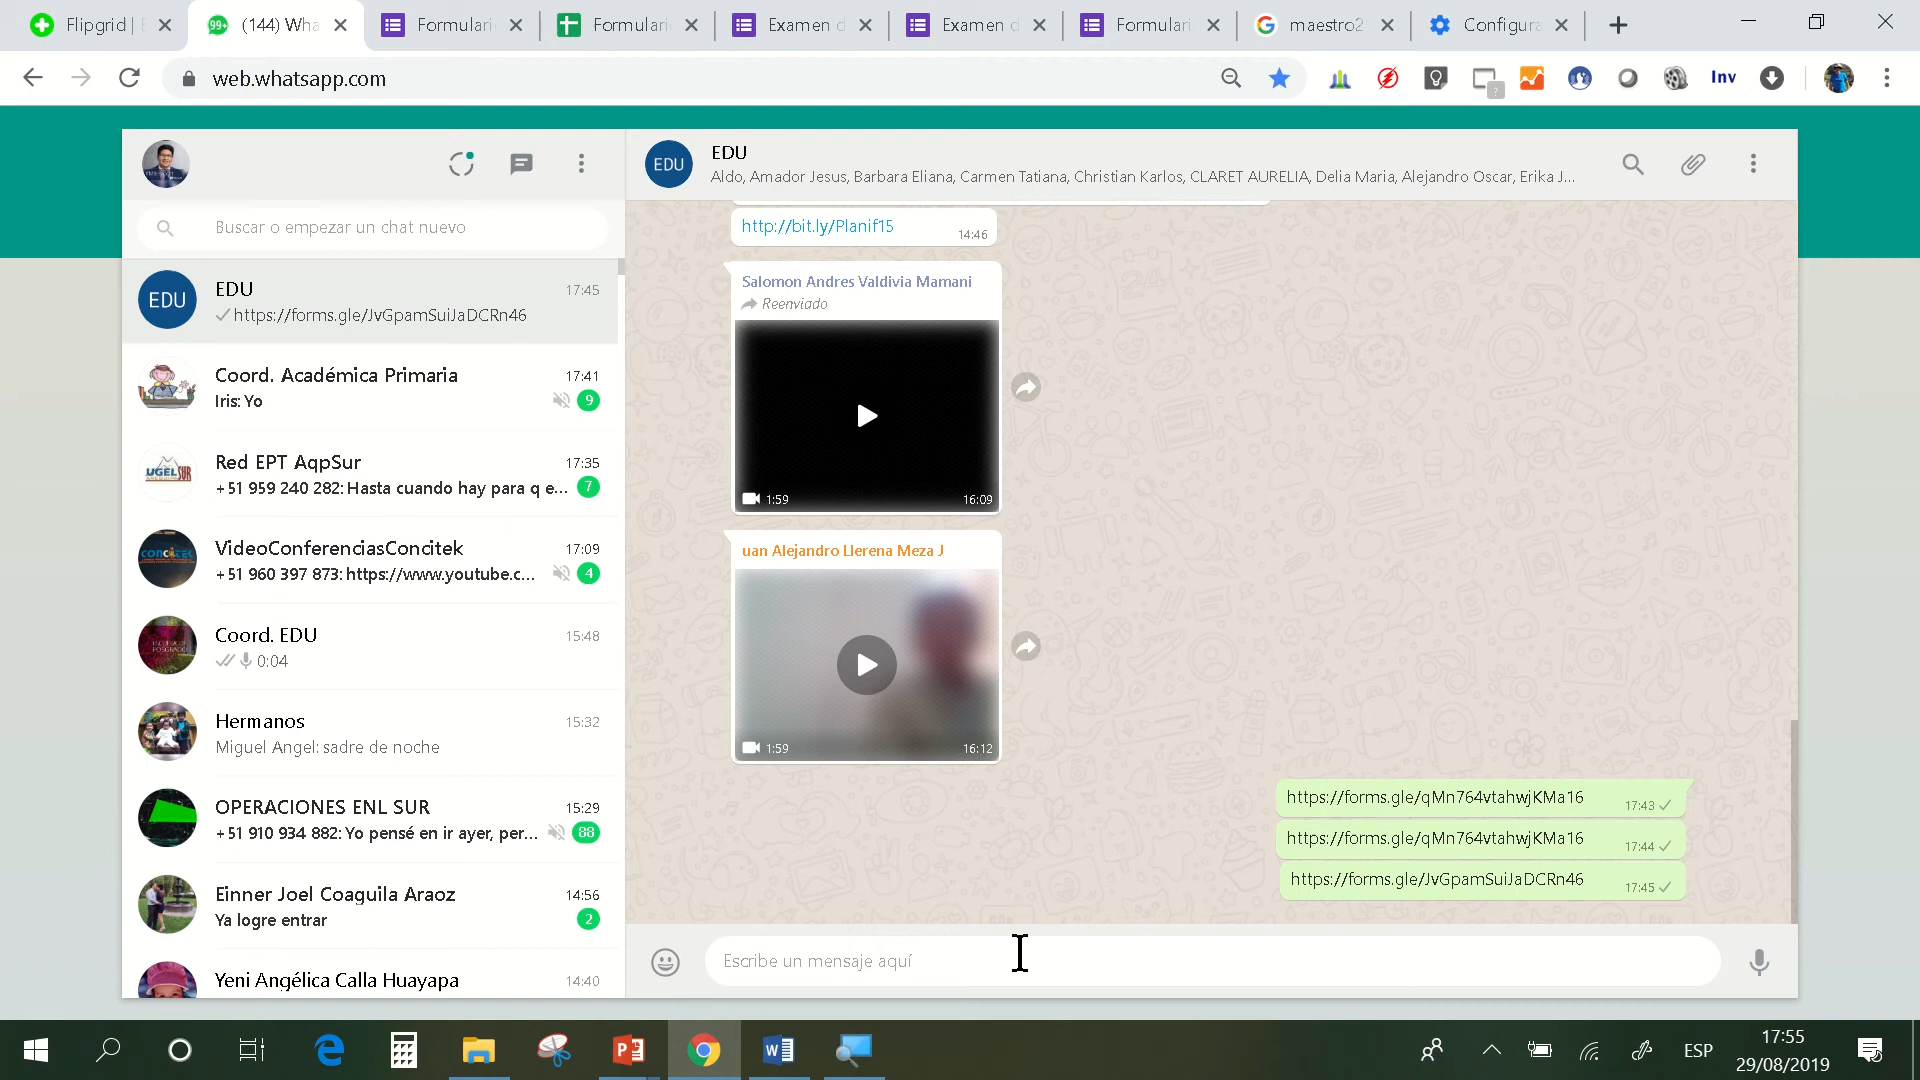 Flipgrid | E
99+
(144) Wha
Formulari
Formulari
Examen d
Examen d
Formulari
maestro2
Configura
web.whatsapp.com
Inv
Buscar o empezar un chat nuevo
EDU
EDU
17:45
https://forms.gle/JvGpamSuiJaDCRn46
Coord. Académica Primaria
17:41
Iris: Yo
9
UGEL SUR
Red EPT AqpSur
17:35
+51 959 240 282: Hasta cuando hay para q e...
7
CONCITEK
VideoConferenciasConcitek
17:09
+51 960 397 873: https://www.youtube.c...
4
Coord. EDU
15:48
0:04
Hermanos
15:32
Miguel Angel: sadre de noche
OPERACIONES ENL SUR
15:29
+51 910 934 882: Yo pensé en ir ayer, per...
88
Einner Joel Coaguila Araoz
14:56
Ya logre entrar
2
Yeni Angélica Calla Huayapa
14:40
EDU
EDU
Aldo, Amador Jesus, Barbara Eliana, Carmen Tatiana, Christian Karlos, CLARET AURELIA, Delia Maria, Alejandro Oscar, Erika J...
http://bit.ly/Planif15
14:46
Salomon Andres Valdivia Mamani
Reenviado
1:59
16:09
uan Alejandro Llerena Meza J
1:59
16:12
https://forms.gle/qMn764vtahwjKMa16
17:43
https://forms.gle/qMn764vtahwjKMa16
17:44
https://forms.gle/JvGpamSuiJaDCRn46
17:45
Escribe un mensaje aquí
ESP
17:55
29/08/2019